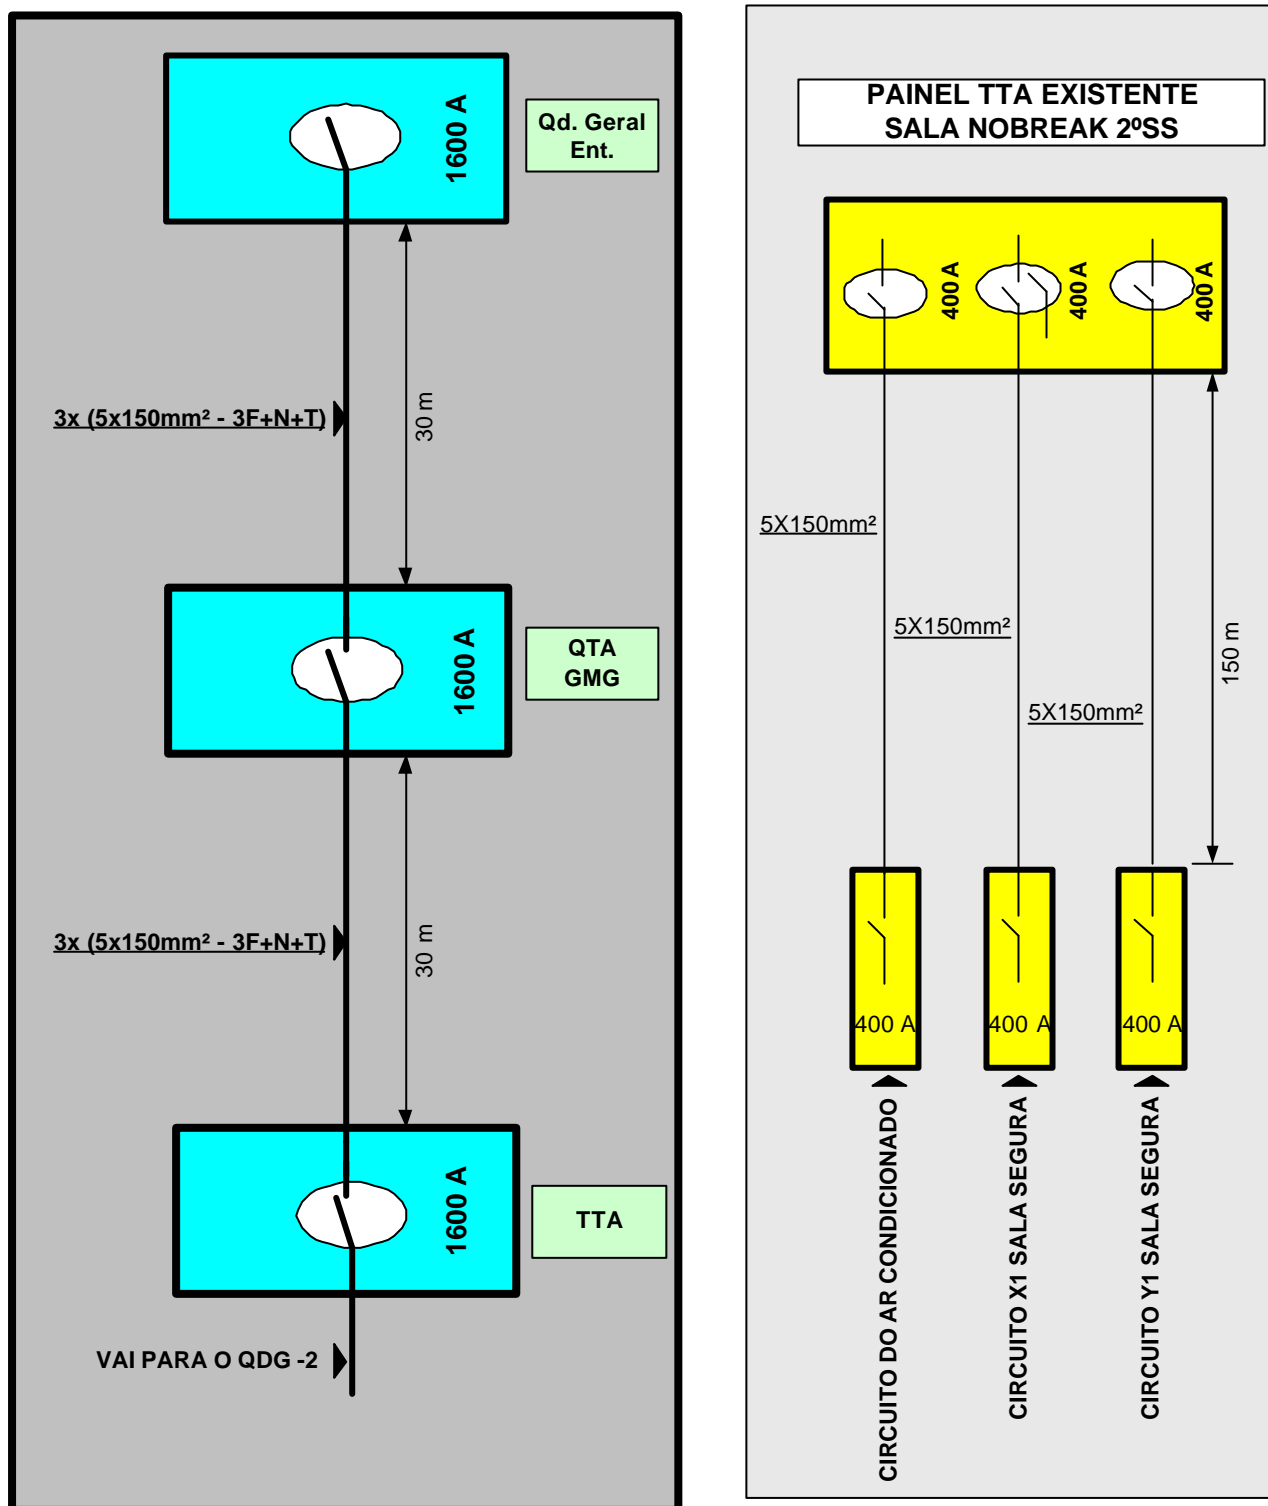 1600 A
Qd. Geral
Ent.
3x (5x150mm² - 3F+N+T)
30 m
1600 A
QTA
GMG
3x (5x150mm² - 3F+N+T)
30 m
1600 A
TTA
VAI PARA O QDG -2
PAINEL TTA EXISTENTE
SALA NOBREAK 2ºSS
400 A
400 A
400 A
5X150mm²
5X150mm²
5X150mm²
150 m
400 A
400 A
400 A
CIRCUITO DO AR CONDICIONADO
CIRCUITO X1 SALA SEGURA
CIRCUITO Y1 SALA SEGURA